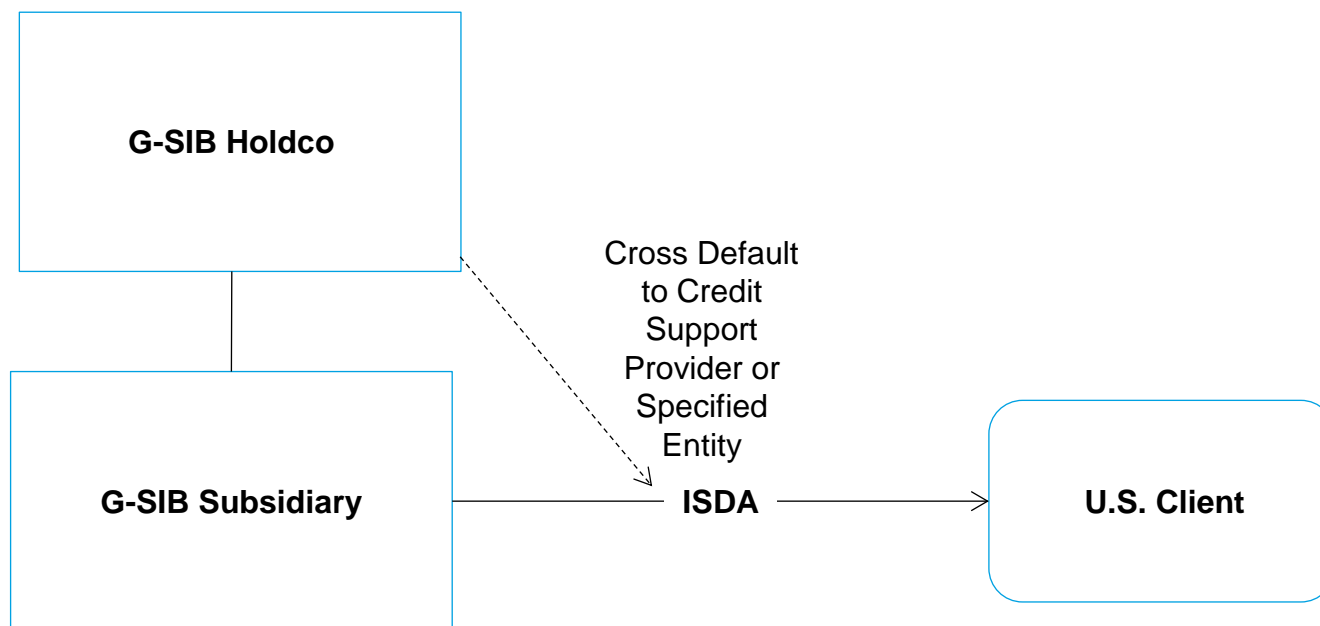 G-SIB Holdco
Cross Default
to Credit
Support
Provider or
Specified
Entity
G-SIB Subsidiary
ISDA
U.S. Client